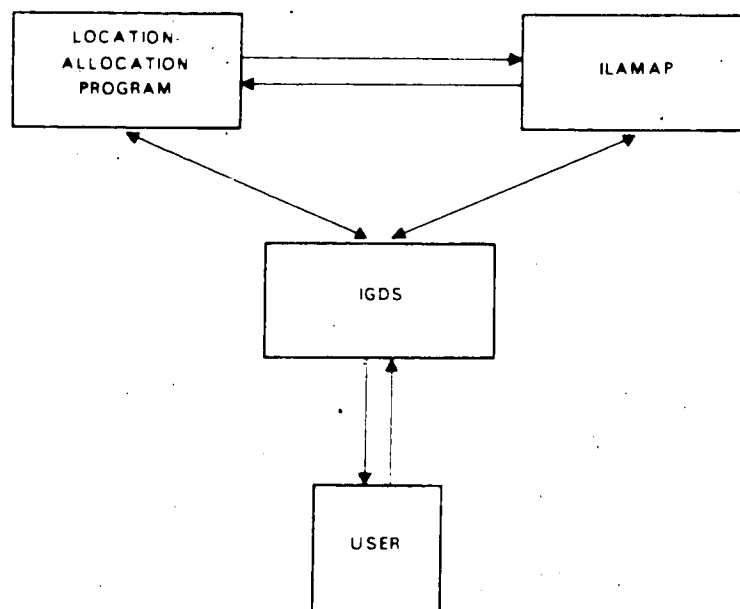 LOCATION-
ALLOCATION
PROGRAM
ILAMAP
IGDS
USER